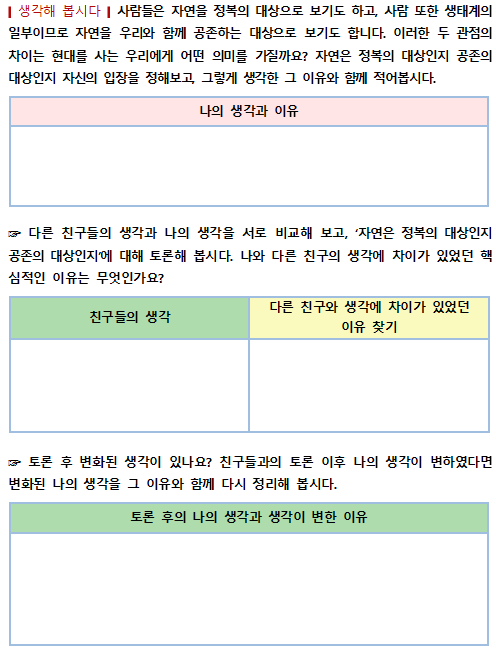 | 생각해 봅시다 | 사람들은 자연을 정복의 대상으로 보기도 하고, 사람 또한 생태계의
일부이므로 자연을 우리와 함께 공존하는 대상으로 보기도 합니다. 이러한 두 관점의
차이는 현대를 사는 우리에게 어떤 의미를 가질까요? 자연은 정복의 대상인지 공존의
대상인지 자신의 입장을 정해보고, 그렇게 생각한 그 이유와 함께 적어봅시다.
나의 생각과 이유
☞ 다른 친구들의 생각과 나의 생각을 서로 비교해 보고, ‘자연은 정복의 대상인지
공존의 대상인지’에 대해 토론해 봅시다. 나와 다른 친구의 생각에 차이가 있었던 핵
심적인 이유는 무엇인가요?
친구들의 생각
다른 친구와 생각에 차이가 있었던
이유 찾기
☞ 토론 후 변화된 생각이 있나요? 친구들과의 토론 이후 나의 생각이 변하였다면
변화된 나의 생각을 그 이유와 함께 다시 정리해 봅시다.
토론 후의 나의 생각과 생각이 변한 이유